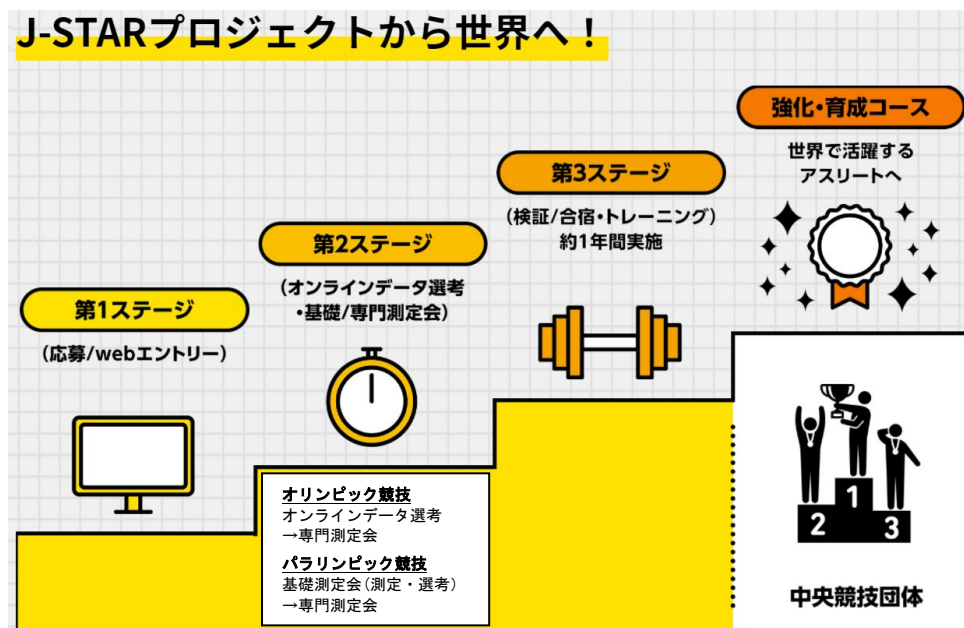 J-STARプロジェクトから世界へ！
第1ステージ
（応募/webエントリー）
第2ステージ
（オンラインデータ選考
・基礎/専門測定会）
オリンピック競技
オンラインデータ選考
→専門測定会
パラリンピック競技
基礎測定会（測定・選考）
→専門測定会
第3ステージ
（検証/合宿・トレーニング）
約1年間実施
強化・育成コース
世界で活躍する
アスリートへ
1
2
3
中央競技団体